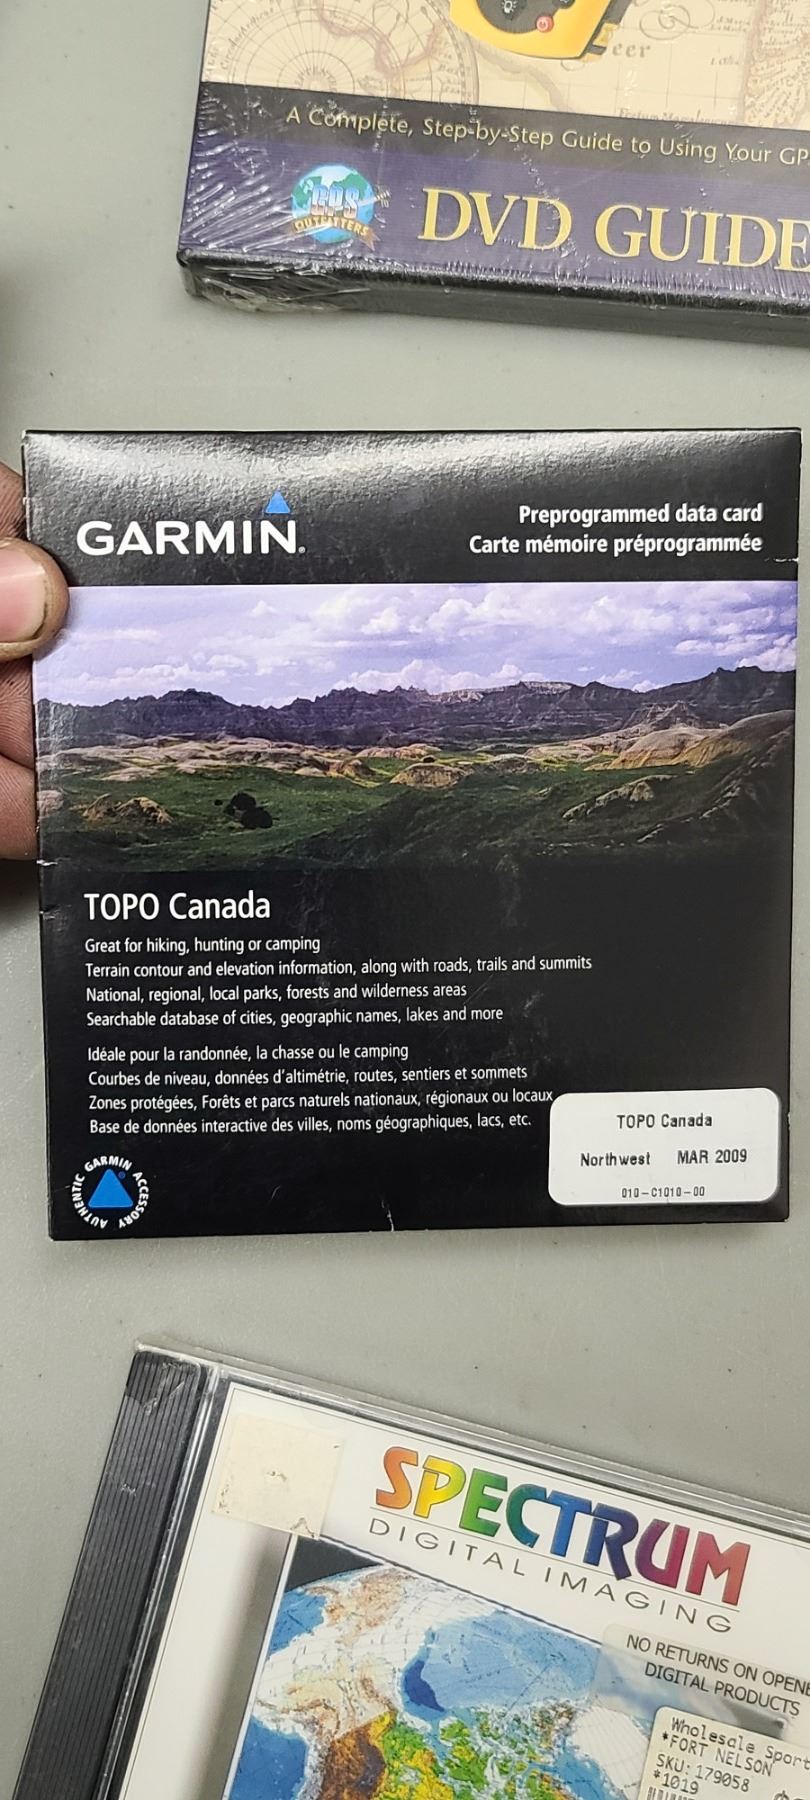 eer
A Complete, Step-by-Step Guide to Using Your GP
GPS
OUTFITTERS
DVD GUIDE
GARMIN®
Preprogrammed data card
Carte mémoire préprogrammée
TOPO Canada
Great for hiking, hunting or camping
Terrain contour and elevation information, along with roads, trails and summits
National, regional, local parks, forests and wilderness areas
Searchable database of cities, geographic names, lakes and more
Idéale pour la randonnée, la chasse ou le camping
Courbes de niveau, données d'altimétrie, routes, sentiers et sommets
Zones protégées, Forêts et parcs naturels nationaux, régionaux ou locaux
Base de données interactive des villes, noms géographiques, lacs, etc.
TOPO Canada
Northwest MAR 2009
010-C1010-00
AUTHENTIC GARMIN ACCESSORY
SPECTRUM
DIGITAL IMAGING
NO RETURNS ON OPENE
DIGITAL PRODUCTS
Wholesale Sport
*FORT NELSON
SKU: 179058
*1019